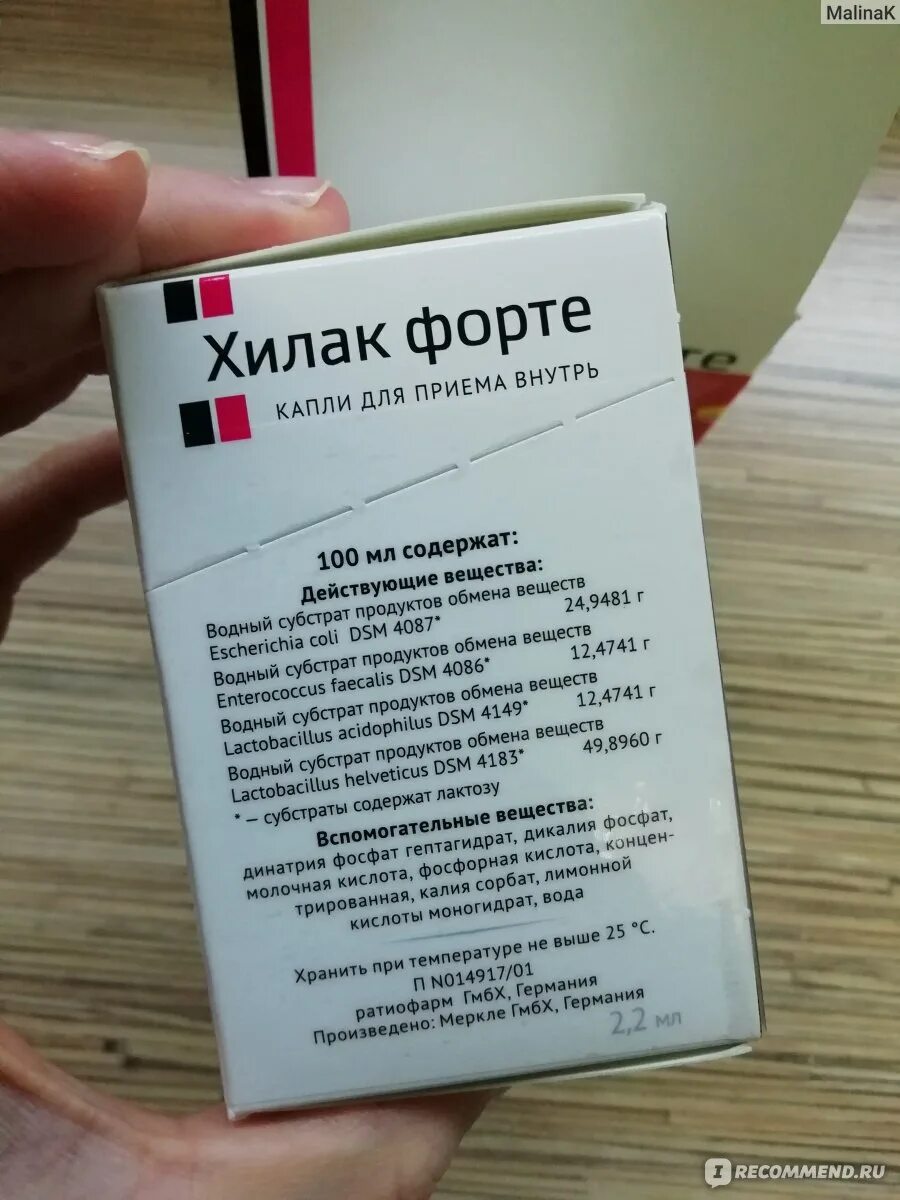 MalinaK
рте
Хилак форте
КАПЛИ ДЛЯ ПРИЕМА ВНУТРЬ
100 мл содержат:
Действующие вещества:
Водный субстрат продуктов обмена веществ
Escherichia coli DSM 4087* 24,9481 г
Водный субстрат продуктов обмена веществ
Enterococcus faecalis DSM 4086* 12,4741 г
Водный субстрат продуктов обмена веществ
Lactobacillus acidophilus DSM 4149* 12,4741 г
Водный субстрат продуктов обмена веществ
Lactobacillus helveticus DSM 4183* 49,8960 г
* – субстраты содержат лактозу
Вспомогательные вещества:
динатрия фосфат гептагидрат, дикалия фосфат,
молочная кислота, фосфорная кислота, концен-
трированная, калия сорбат, лимонной
кислоты моногидрат, вода
Хранить при температуре не выше 25 °С.
П N014917/01
ратиофарм ГмбХ, Германия
Произведено: Меркле ГмбХ, Германия
2,2 мл
I RECOMMEND.RU